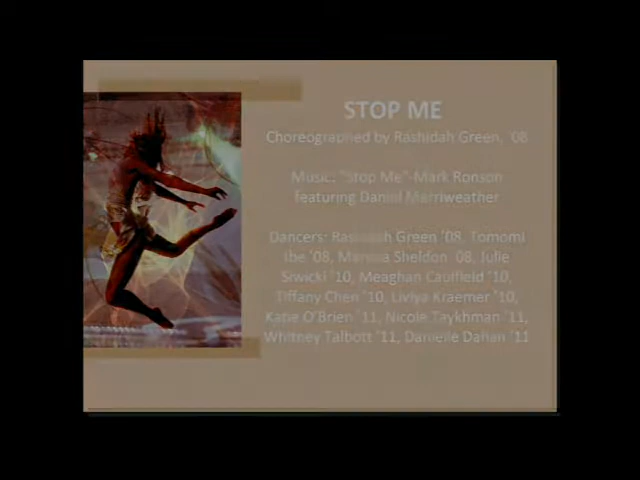 STOP ME
Choreographed by Rashidah Green, '08
Music: "Stop Me"-Mark Ronson
featuring Daniel Merriweather
Dancers: Rashidah Green '08, Tomomi
Ibe '08, Marissa Sheldon '08, Julie
Siwicki '10, Meaghan Caulfield '10,
Tiffany Chen '10, Liviya Kraemer '10,
Katie O'Brien '11, Nicole Taykhman '11,
Whitney Talbott '11, Danielle Dahan '11